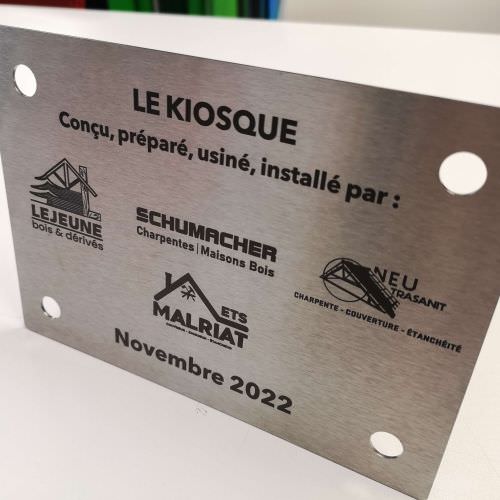 LE KIOSQUE
Conçu, préparé, usiné, installé par :
LEJEUNE
bois & dérivés
SCHUMACHER
Charpentes | Maisons Bois
NEU
TRASANIT
CHARPENTE - COUVERTURE - ÉTANCHÉITÉ
ETS
MALRIAT
Novembre 2022